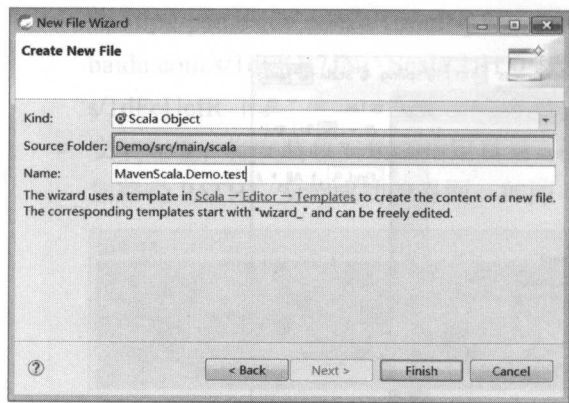 New File Wizard
Create New File
Kind:
Scala Object
Source Folder:
Demo/src/main/scala
Name:
MavenScala.Demo.test
The wizard uses a template in Scala → Editor → Templates to create the content of a new file.
The corresponding templates start with "wizard_" and can be freely edited.
?
< Back
Next >
Finish
Cancel